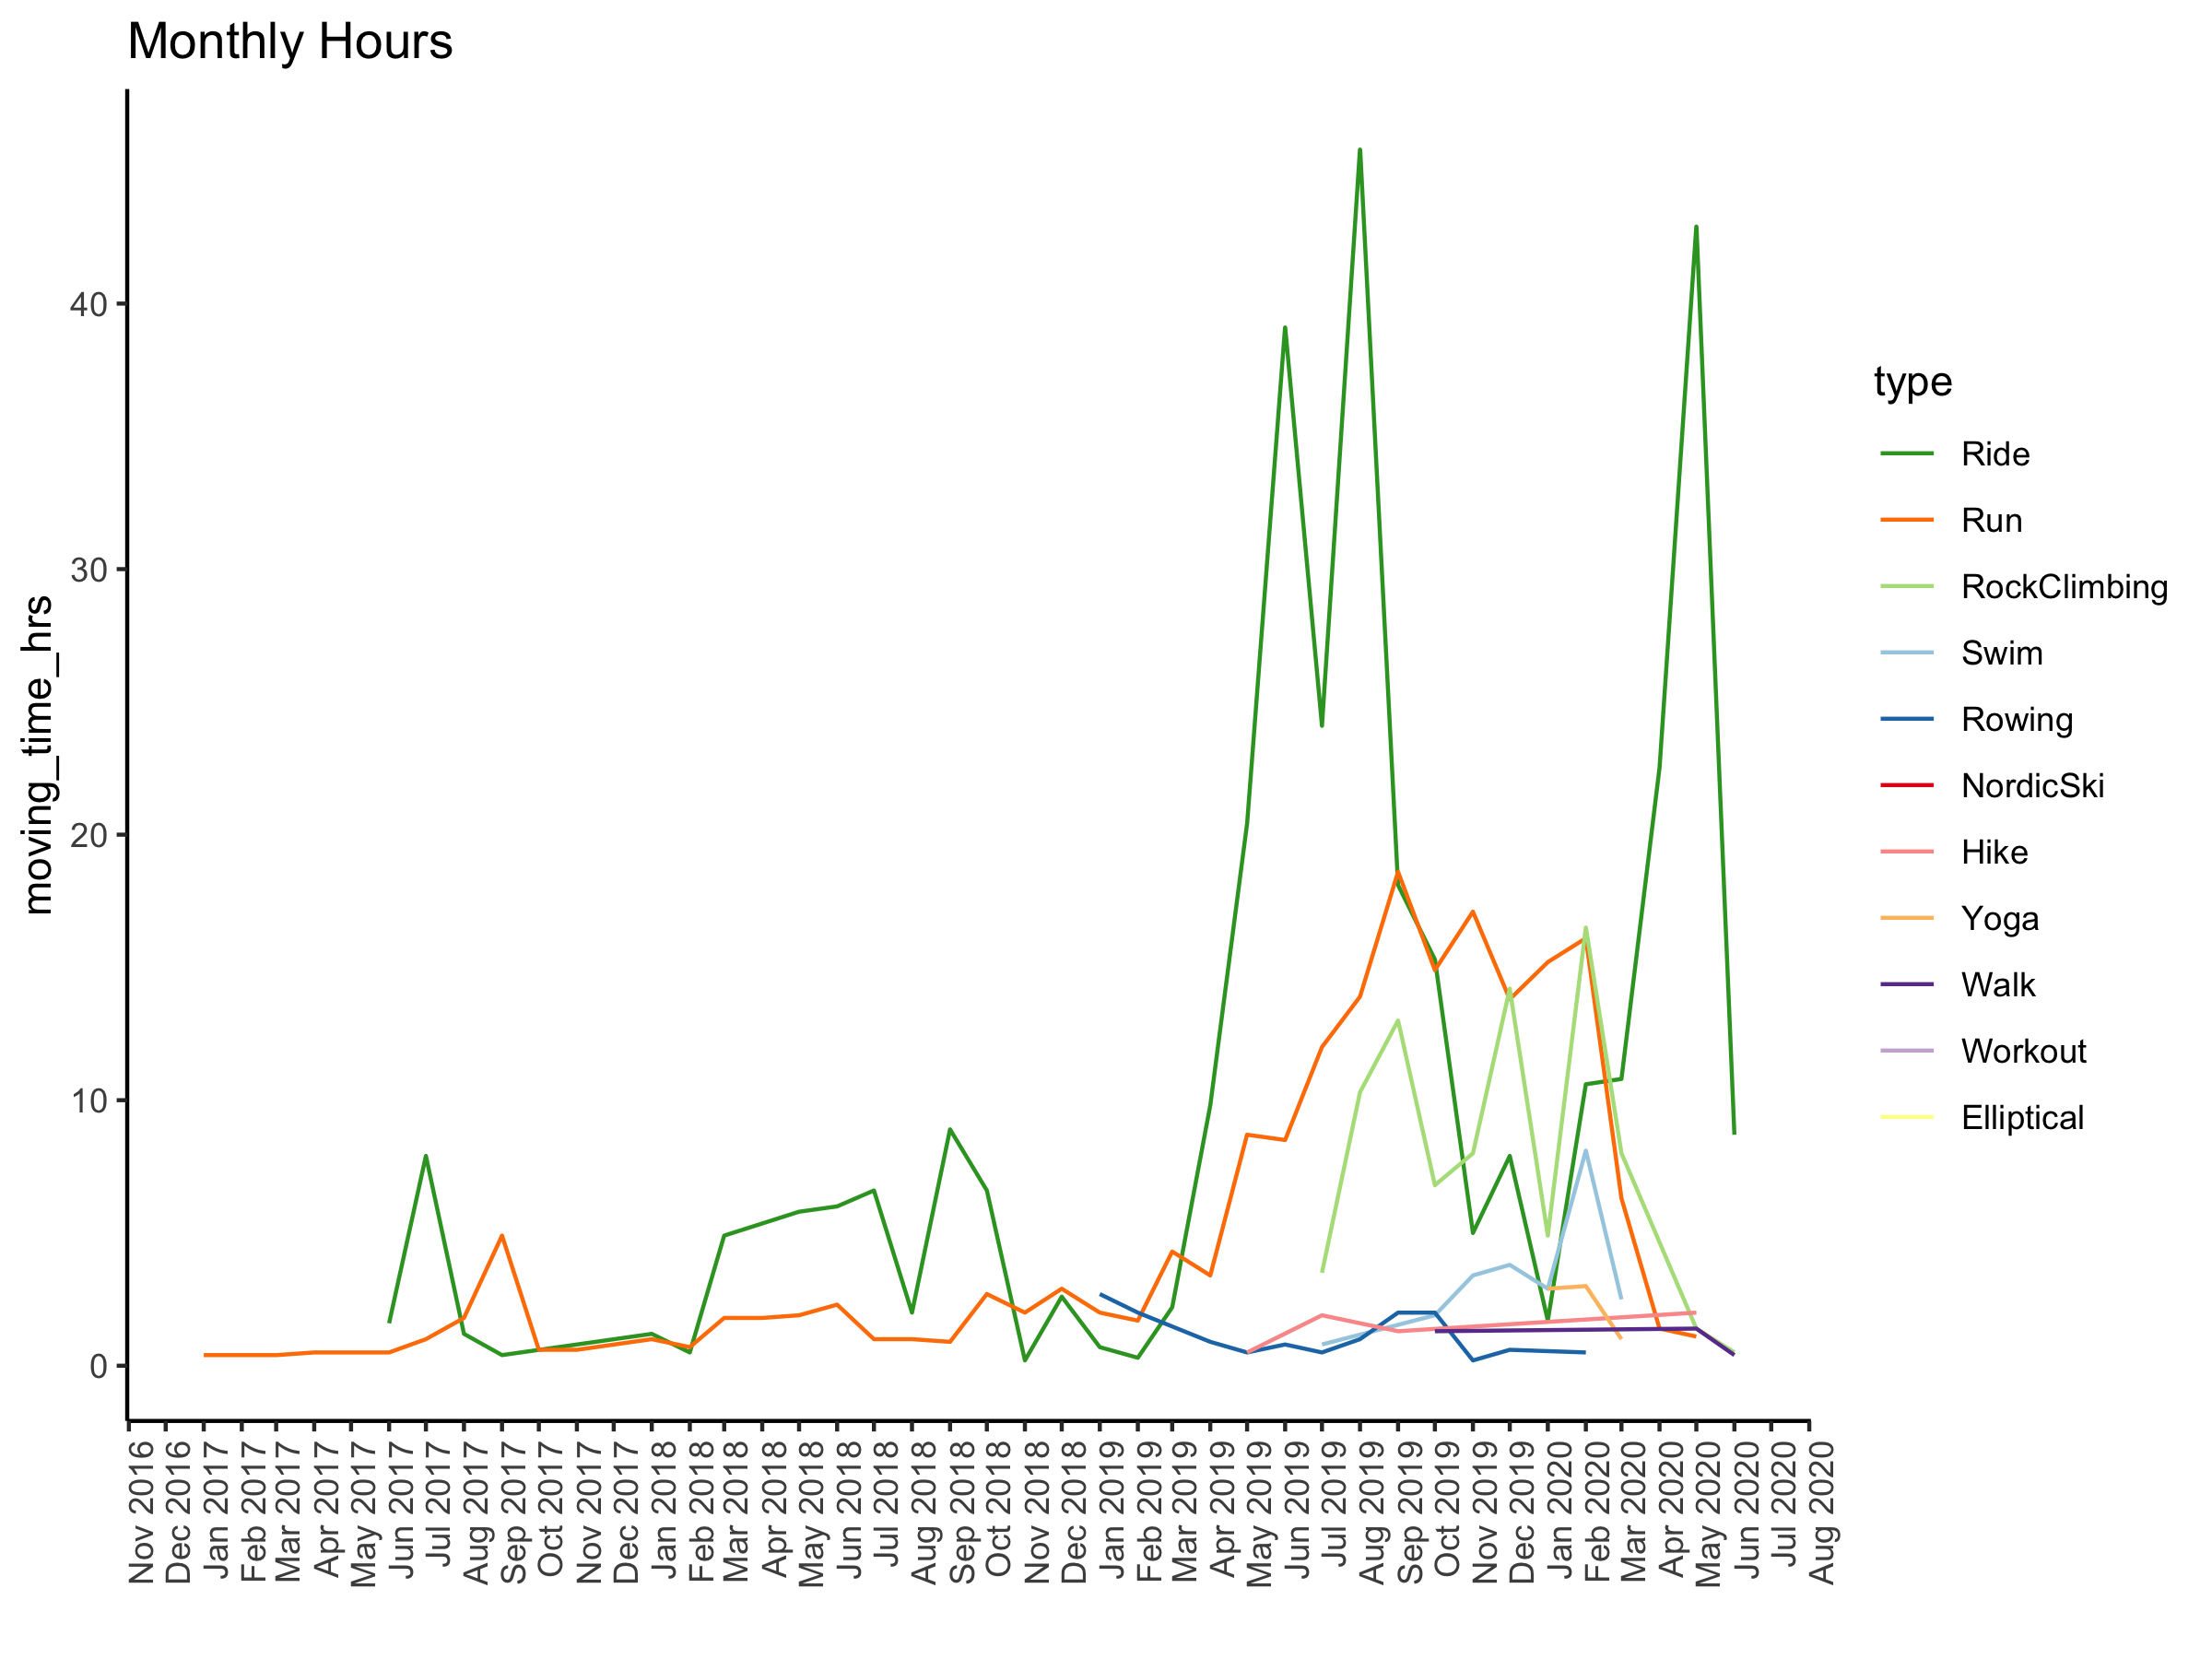 Monthly Hours
moving_time_hrs
40
30
20
10
0
Nov 2016
Dec 2016
Jan 2017
Feb 2017
Mar 2017
Apr 2017
May 2017
Jun 2017
Jul 2017
Aug 2017
Sep 2017
Oct 2017
Nov 2017
Dec 2017
Jan 2018
Feb 2018
Mar 2018
Apr 2018
May 2018
Jun 2018
Jul 2018
Aug 2018
Sep 2018
Oct 2018
Nov 2018
Dec 2018
Jan 2019
Feb 2019
Mar 2019
Apr 2019
May 2019
Jun 2019
Jul 2019
Aug 2019
Sep 2019
Oct 2019
Nov 2019
Dec 2019
Jan 2020
Feb 2020
Mar 2020
Apr 2020
May 2020
Jun 2020
Jul 2020
Aug 2020
type
Ride
Run
RockClimbing
Swim
Rowing
NordicSki
Hike
Yoga
Walk
Workout
Elliptical